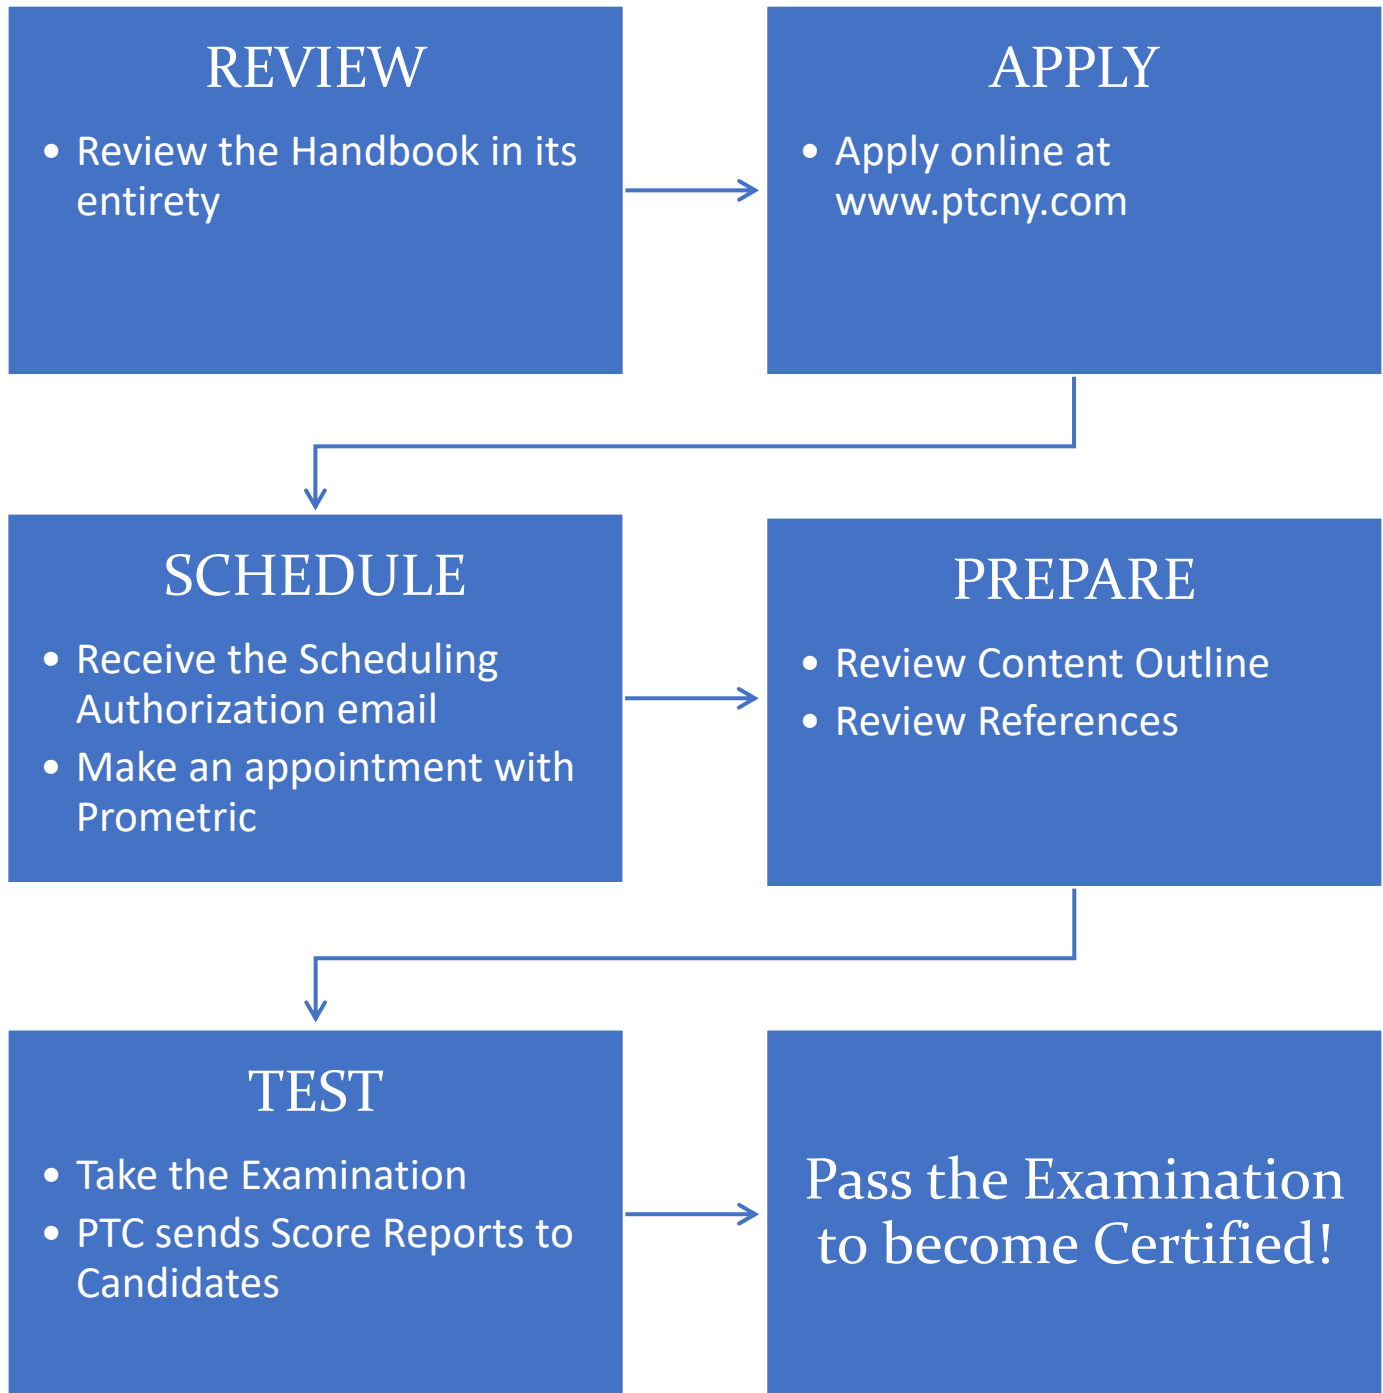 REVIEW
• Review the Handbook in its
entirety
APPLY
• Apply online at
www.ptcny.com
SCHEDULE
• Receive the Scheduling
Authorization email
• Make an appointment with
Prometric
PREPARE
• Review Content Outline
• Review References
TEST
• Take the Examination
• PTC sends Score Reports to
Candidates
Pass the Examination
to become Certified!